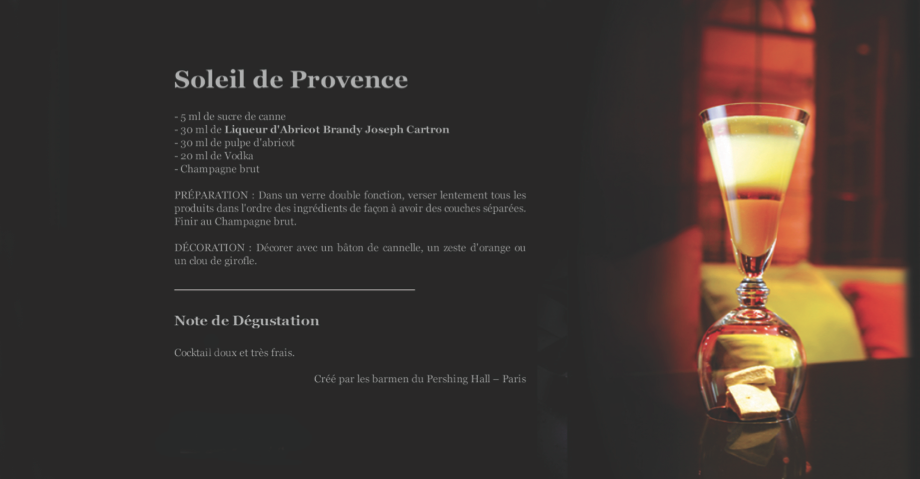 Soleil de Provence
- 5 ml de sucre de canne
- 30 ml de Liqueur d'Abricot Brandy Joseph Cartron
- 30 ml de pulpe d'abricot
- 20 ml de Vodka
- Champagne brut
PRÉPARATION : Dans un verre double fonction, verser lentement tous les
produits dans l'ordre des ingrédients de façon à avoir des couches séparées.
Finir au Champagne brut.
DÉCORATION : Décorer avec un bâton de cannelle, un zeste d'orange ou
un clou de girofle.
Note de Dégustation
Cocktail doux et très frais.
Créé par les barmen du Pershing Hall – Paris